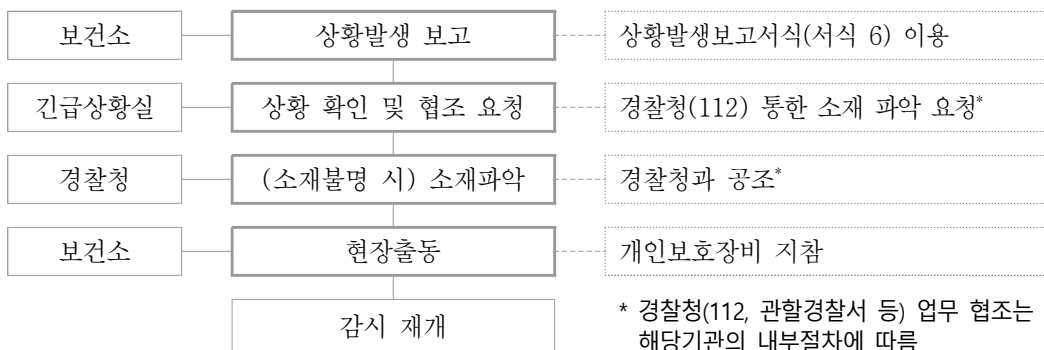 보건소 상황발생 보고 상황발생보고서식(서식 6) 이용
긴급상황실 상황 확인 및 협조 요청 경찰청(112) 통한 소재 파악 요청*
경찰청 (소재불명 시) 소재파악 경찰청과 공조*
보건소 현장출동 개인보호장비 지참
감시 재개
* 경찰청(112, 관할경찰서 등) 업무 협조는
해당기관의 내부절차에 따름